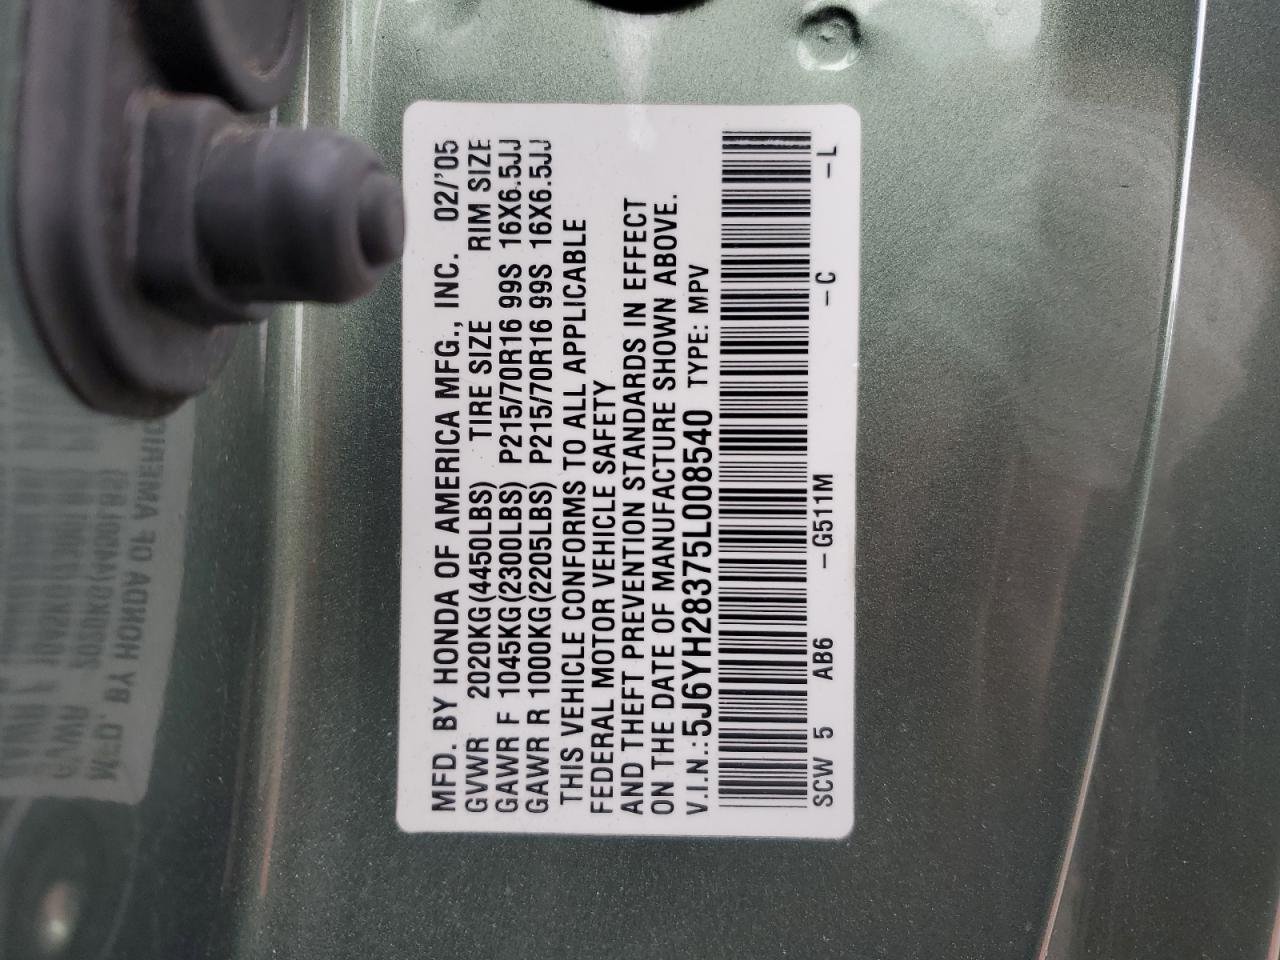 MFD. BY HONDA OF AMERICA MFG., INC. 02/'05
GVWR 2020KG(4450LBS) TIRE SIZE RIM SIZE
GAWR F 1045KG(2300LBS) P215/70R16 99S 16X6.5JJ
GAWR R 1000KG(2205LBS) P215/70R16 99S 16X6.5JJ
THIS VEHICLE CONFORMS TO ALL APPLICABLE
FEDERAL MOTOR VEHICLE SAFETY
AND THEFT PREVENTION STANDARDS IN EFFECT
ON THE DATE OF MANUFACTURE SHOWN ABOVE.
V.I.N.: 5J6YH28375L008540 TYPE: MPV
SCW 5 AB6 -G511M -C -L